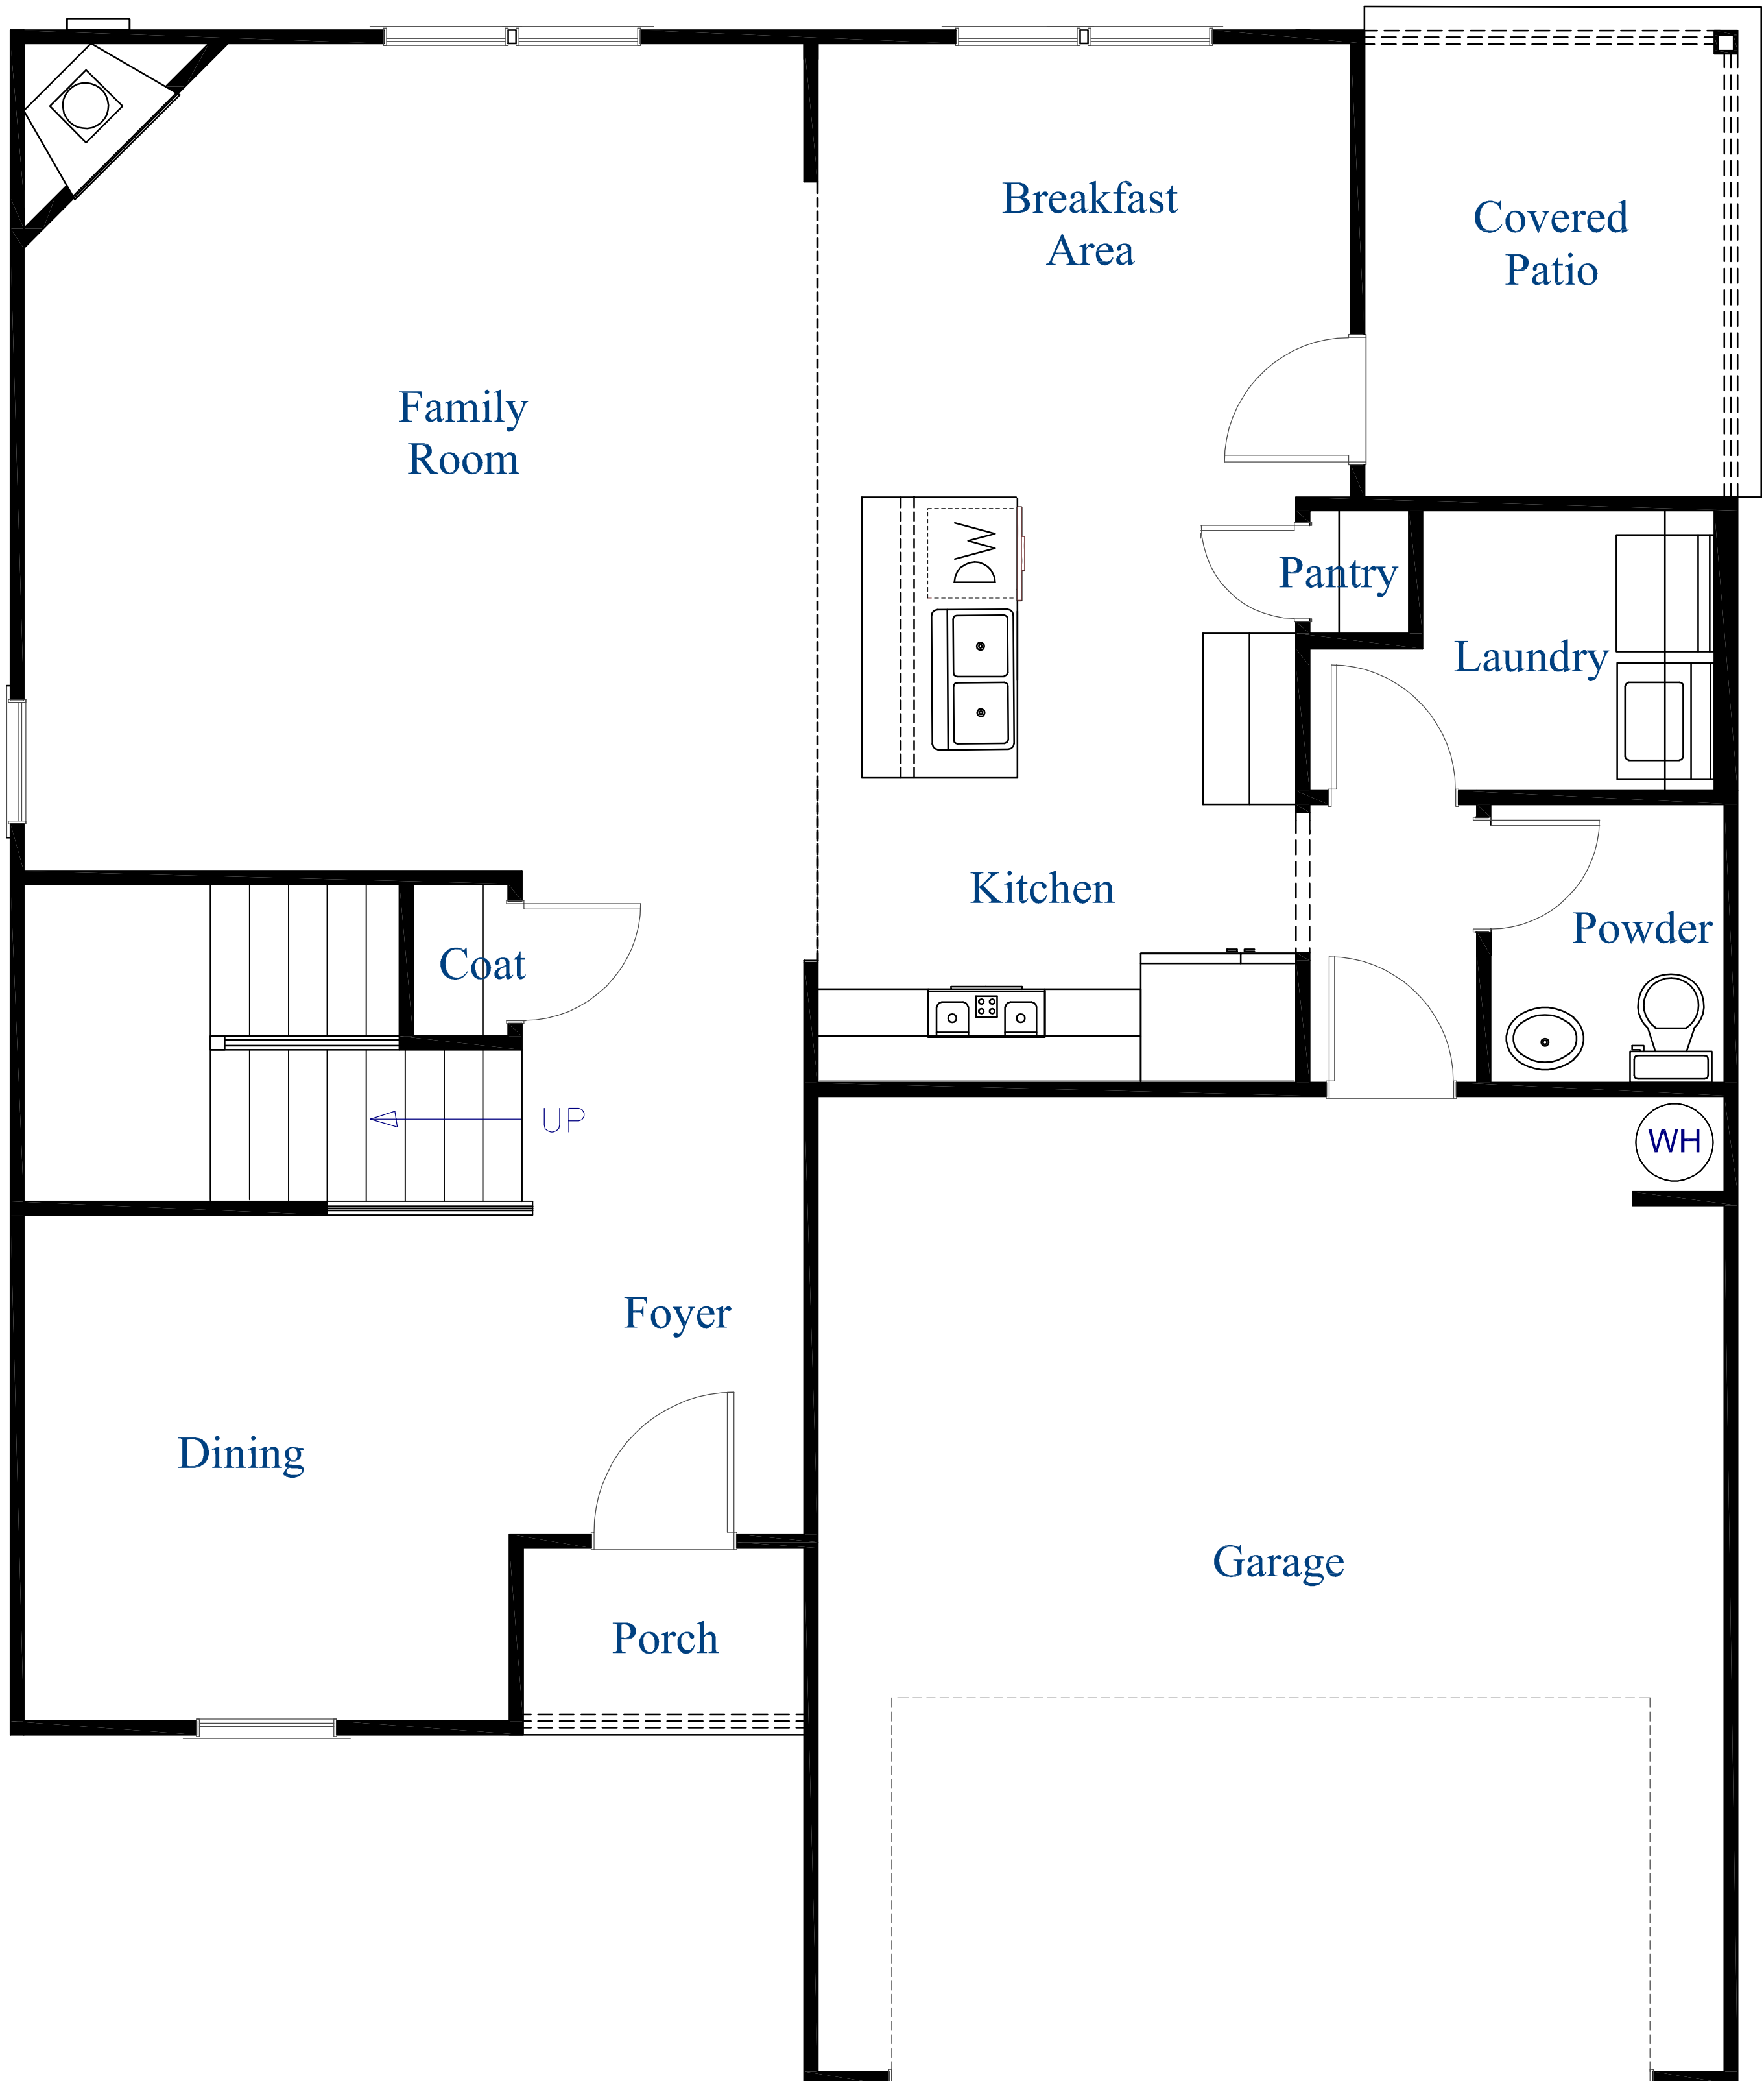 Breakfast
Area
Covered
Patio
Family
Room
DW
Pantry
Laundry
Kitchen
Powder
Coat
UP
WH
Foyer
Dining
Garage
Porch